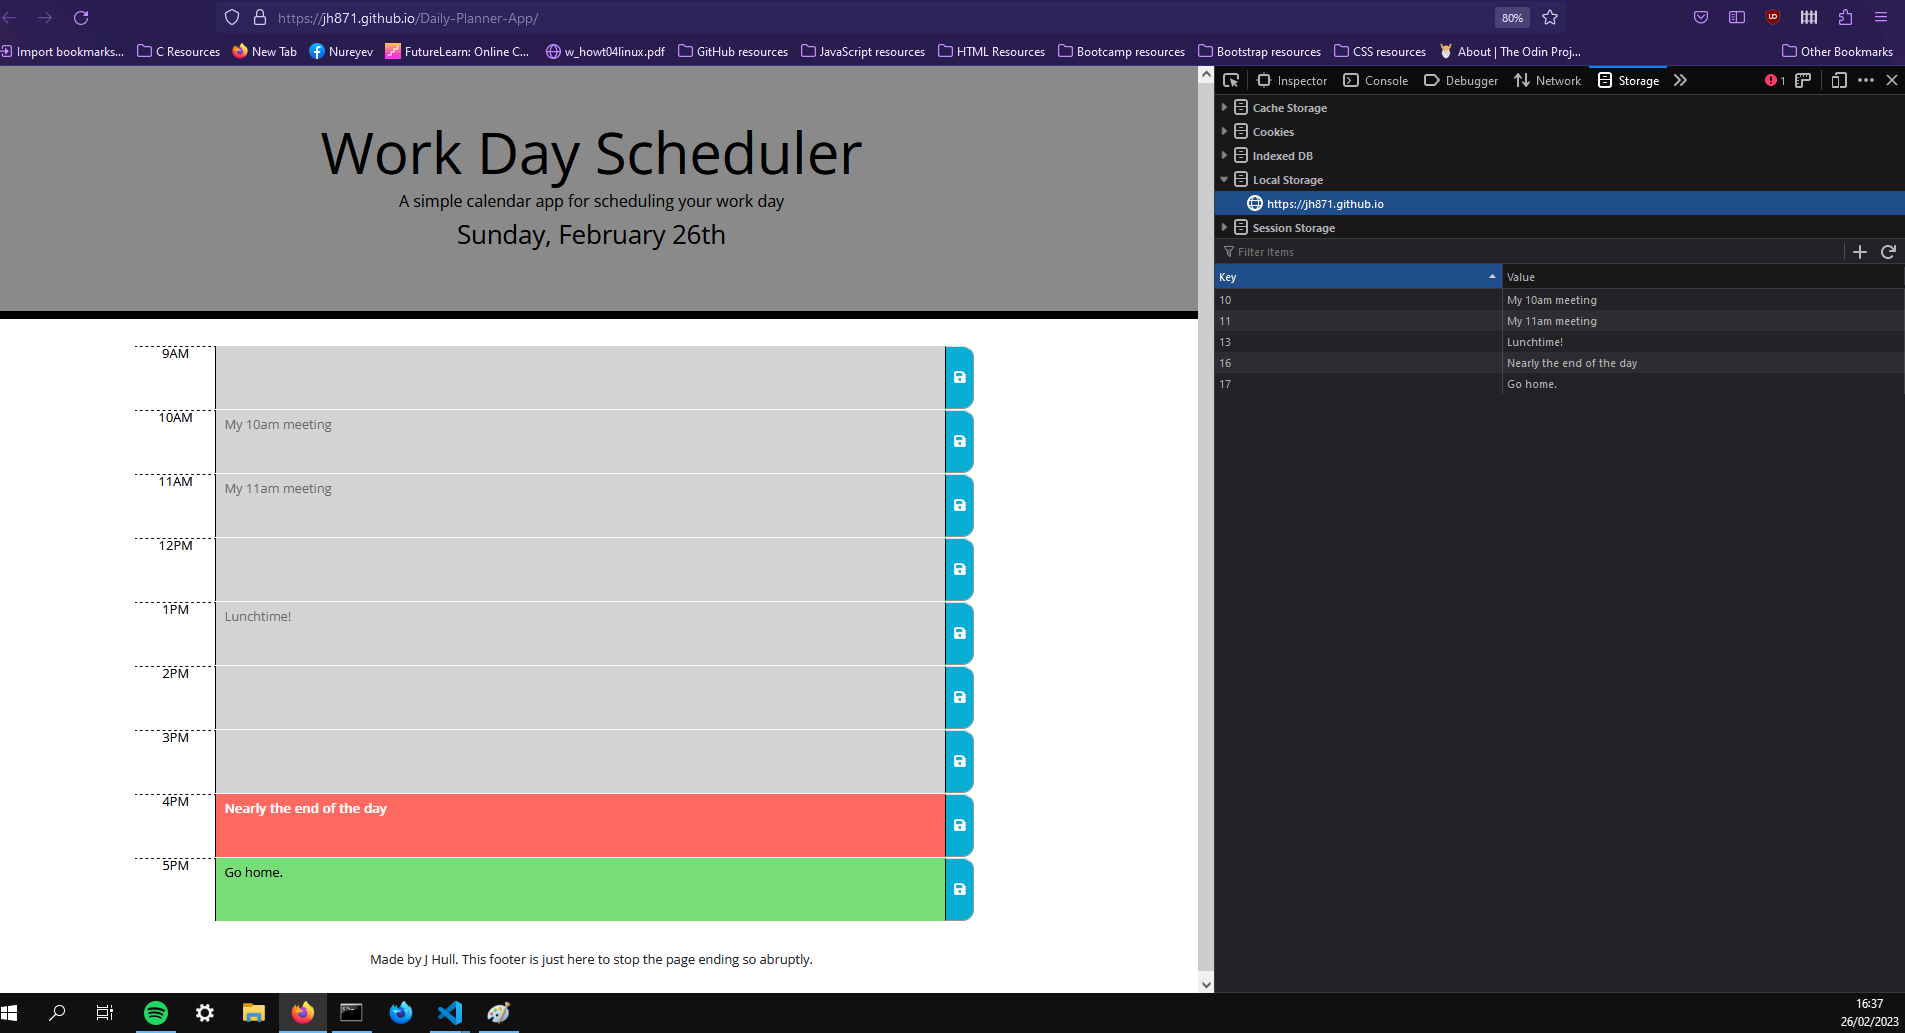 https://jh871.github.io/Daily-Planner-App/
80%
Import bookmarks...
C Resources
New Tab
Nureyev
FutureLearn: Online C...
w_howt04linux.pdf
GitHub resources
JavaScript resources
HTML Resources
Bootcamp resources
Bootstrap resources
CSS resources
About | The Odin Proj...
Other Bookmarks
Work Day Scheduler
A simple calendar app for scheduling your work day
Sunday, February 26th
9AM
10AM
My 10am meeting
11AM
My 11am meeting
12PM
1PM
Lunchtime!
2PM
3PM
4PM
Nearly the end of the day
5PM
Go home.
Made by J Hull. This footer is just here to stop the page ending so abruptly.
Inspector
Console
Debugger
Network
Storage
1
Cache Storage
Cookies
Indexed DB
Local Storage
https://jh871.github.io
Session Storage
Filter Items
Key
Value
10
My 10am meeting
11
My 11am meeting
13
Lunchtime!
16
Nearly the end of the day
17
Go home.
16:37
26/02/2023